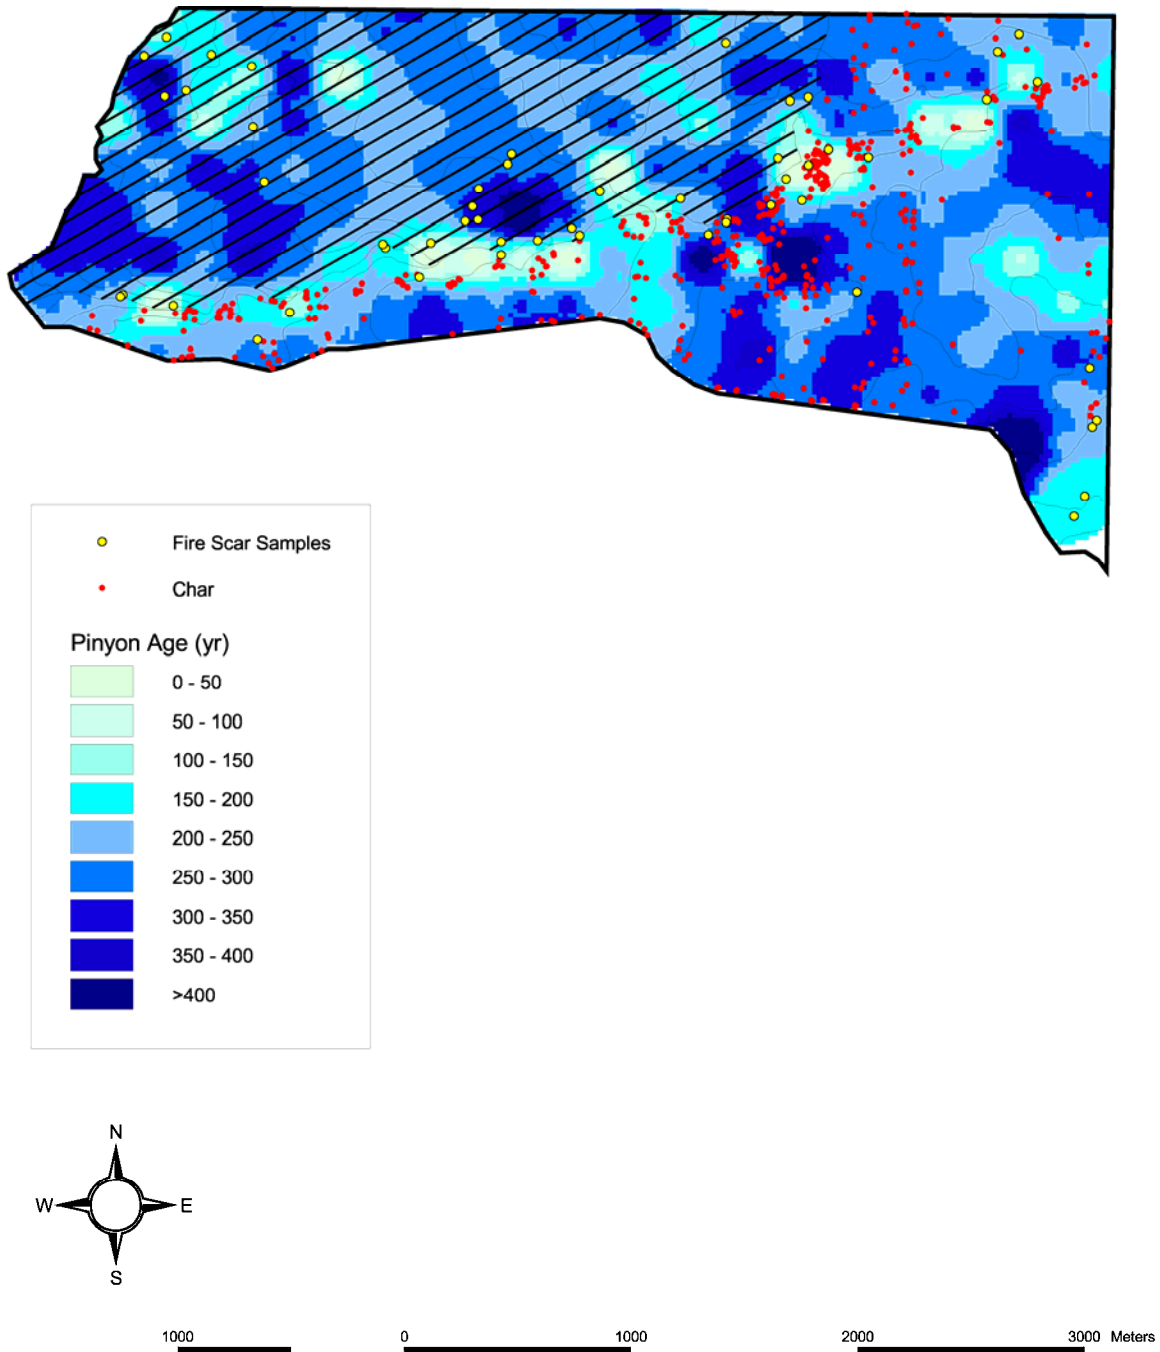 Fire Scar Samples
Char
Pinyon Age (yr)
0 - 50
50 - 100
100 - 150
150 - 200
200 - 250
250 - 300
300 - 350
350 - 400
>400
N
W E
S
1000 0 1000 2000 3000 Meters